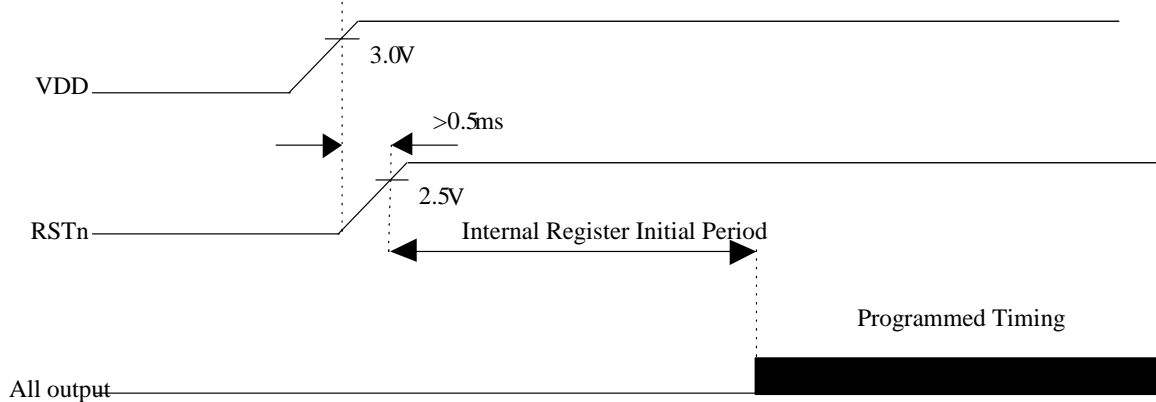 3.0V
VDD
>0.5ms
2.5V
RSTn
Internal Register Initial Period
Programmed Timing
All output